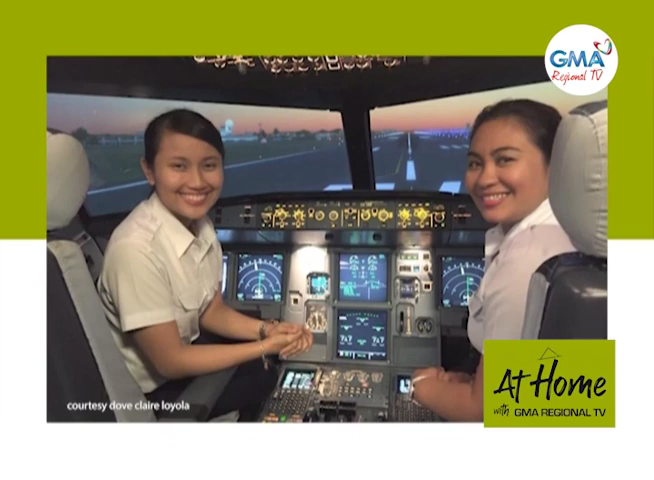 GMA
Regional TV
courtesy dove claire loyola
At Home
with GMA REGIONAL TV